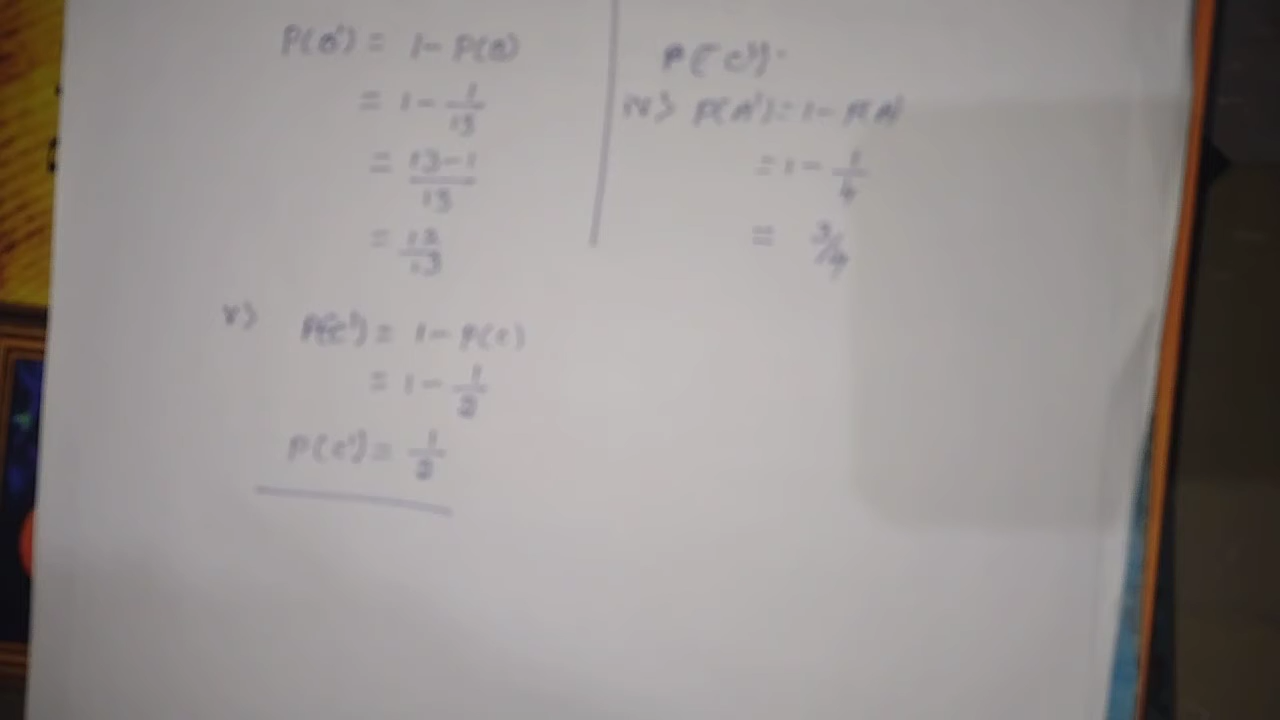 P(B') = 1 - P(B)
= 1 - 1/13
= 13-1/13
= 12/13
P(C')
iv> P(A') = 1 - P(A)
= 1 - 1/4
= 3/4
v> P(C') = 1 - P(C)
= 1 - 1/2
P(C') = 1/2